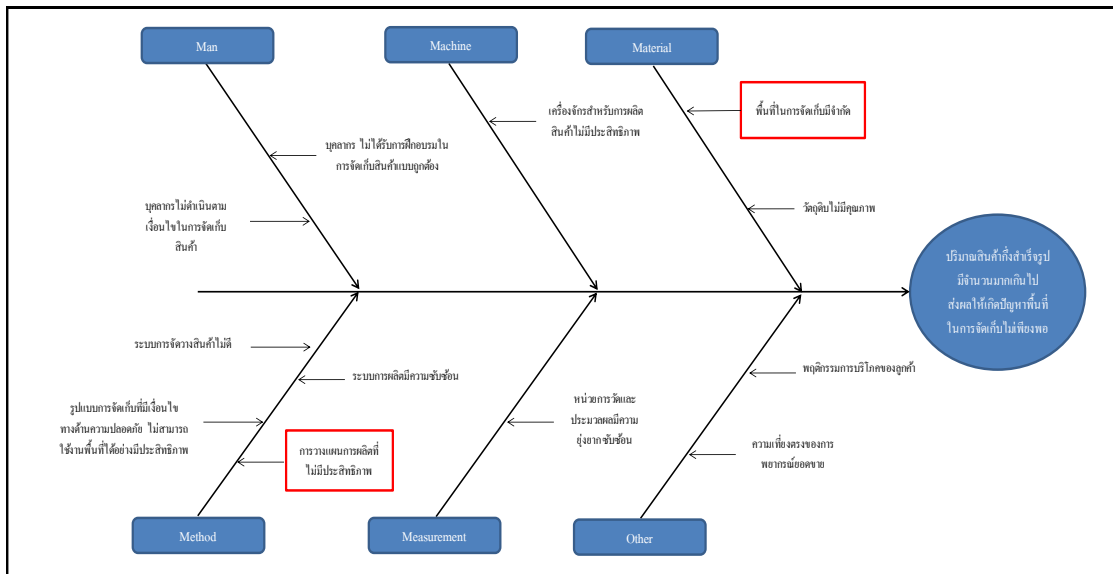 Man
Machine
Material
พื้นที่ในการจัดเก็บมีจำกัด
เครื่องจักรสำหรับการผลิต
สินค้าไม่มีประสิทธิภาพ
บุคลากร ไม่ได้รับการฝึกอบรมใน
การจัดเก็บสินค้าแบบถูกต้อง
บุคลากรไม่ดำเนินตาม
เงื่อนไขในการจัดเก็บ
สินค้า
วัตถุดิบไม่มีคุณภาพ
ปริมาณสินค้ากึ่งสำเร็จรูป
มีจำนวนมากเกินไป
ส่งผลให้เกิดปัญหาพื้นที่
ในการจัดเก็บไม่เพียงพอ
ระบบการจัดวางสินค้าไม่ดี
ระบบการผลิตมีความซับซ้อน
รูปแบบการจัดเก็บที่มีเงื่อนไข
ทางด้านความปลอดภัย ไม่สามารถ
ใช้งานพื้นที่ได้อย่างมีประสิทธิภาพ
การวางแผนการผลิตที่
ไม่มีประสิทธิภาพ
หน่วยการวัดและ
ประมวลผลมีความ
ยุ่งยากซับซ้อน
พฤติกรรมการบริโภคของลูกค้า
ความเที่ยงตรงของการ
พยากรณ์ยอดขาย
Method
Measurement
Other